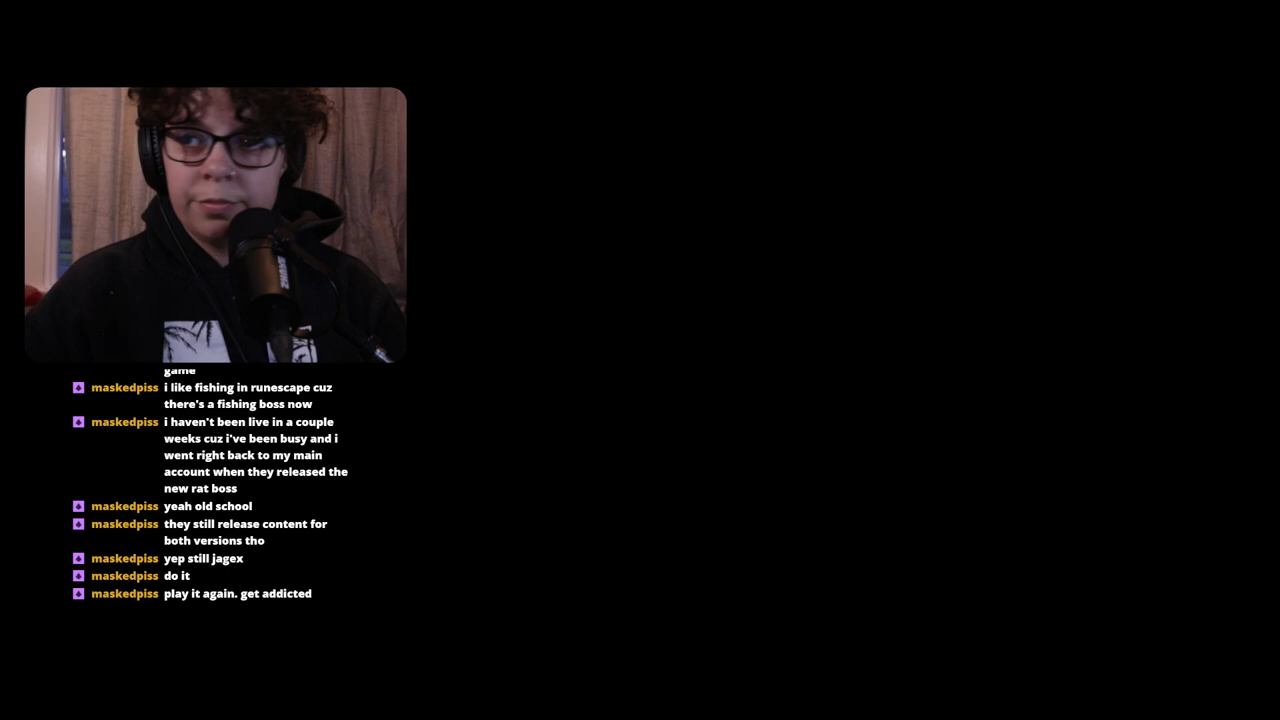 game
maskedpiss i like fishing in runescape cuz
there's a fishing boss now
maskedpiss i haven't been live in a couple
weeks cuz i've been busy and i
went right back to my main
account when they released the
new rat boss
maskedpiss yeah old school
maskedpiss they still release content for
both versions tho
maskedpiss yep still jagex
maskedpiss do it
maskedpiss play it again. get addicted